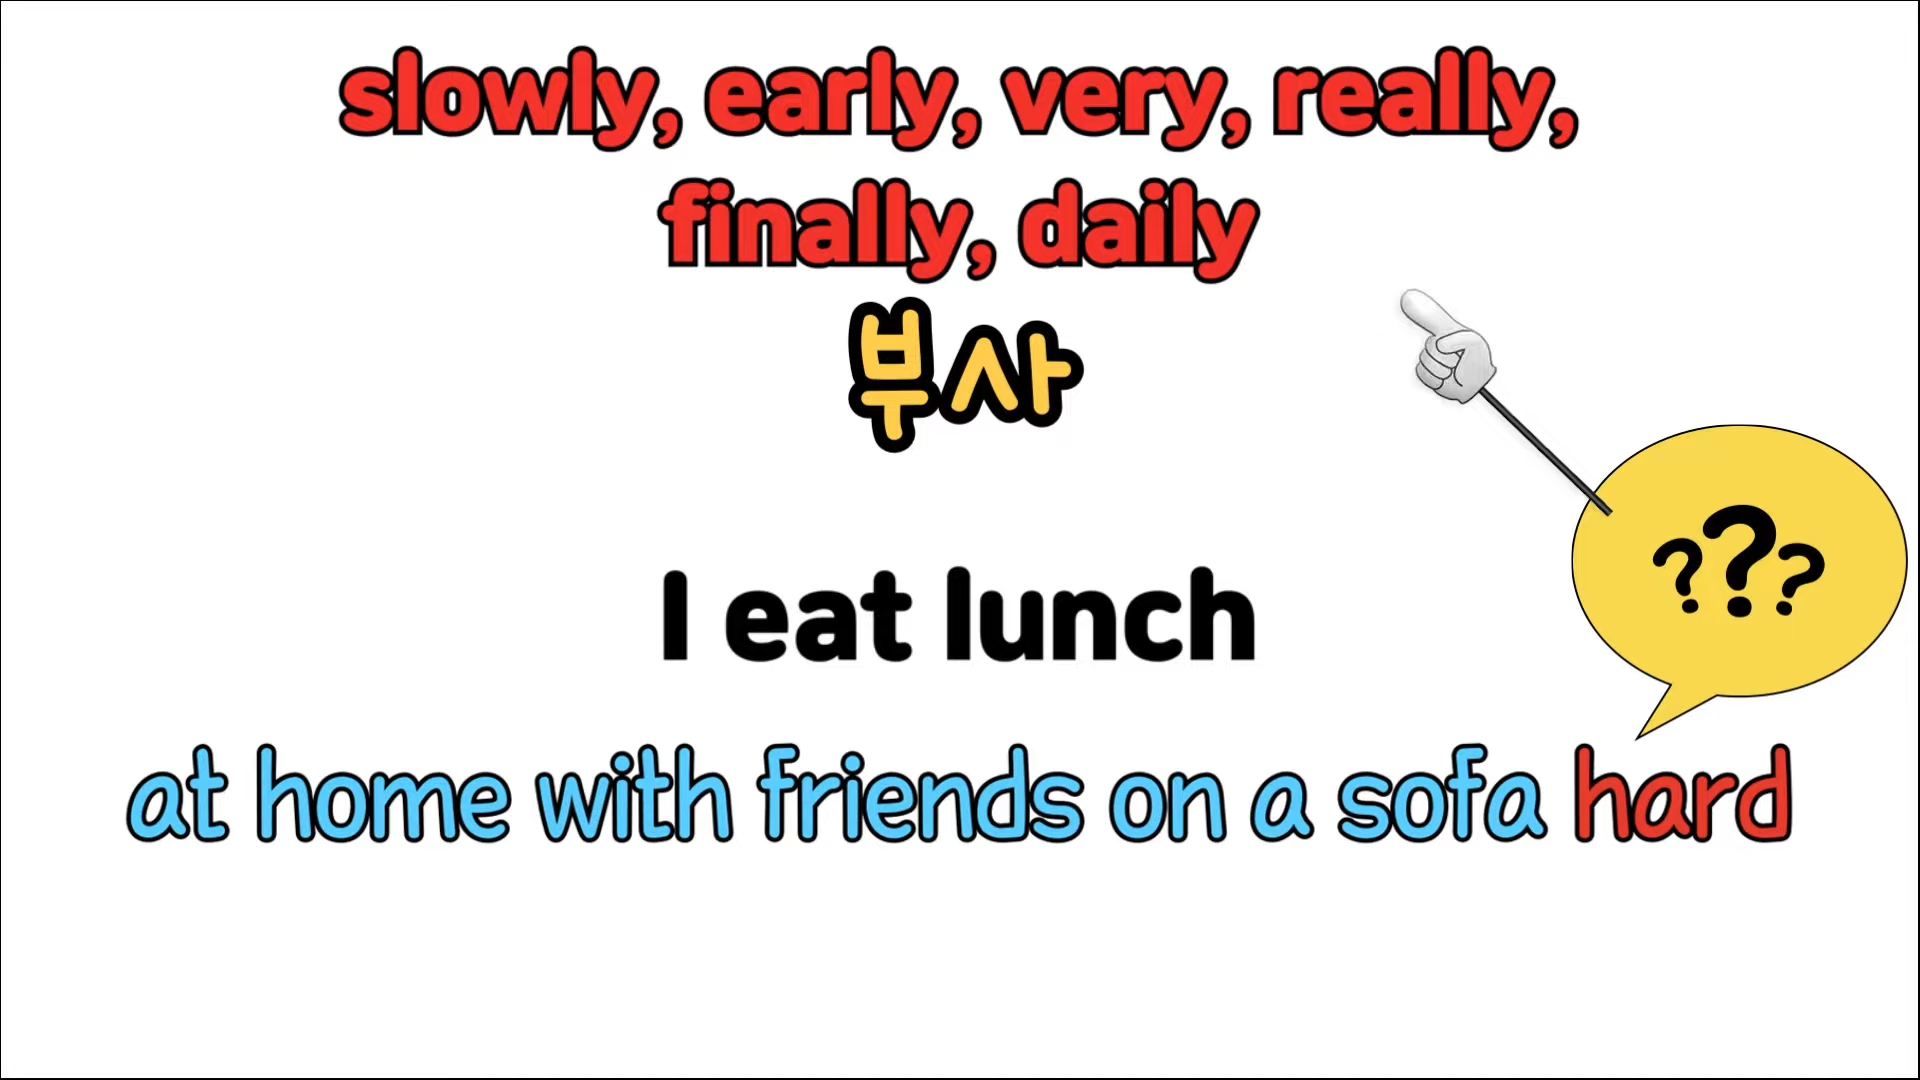 slowly, early, very, really,
finally, daily
부사
???
I eat lunch
at home with friends on a sofa hard